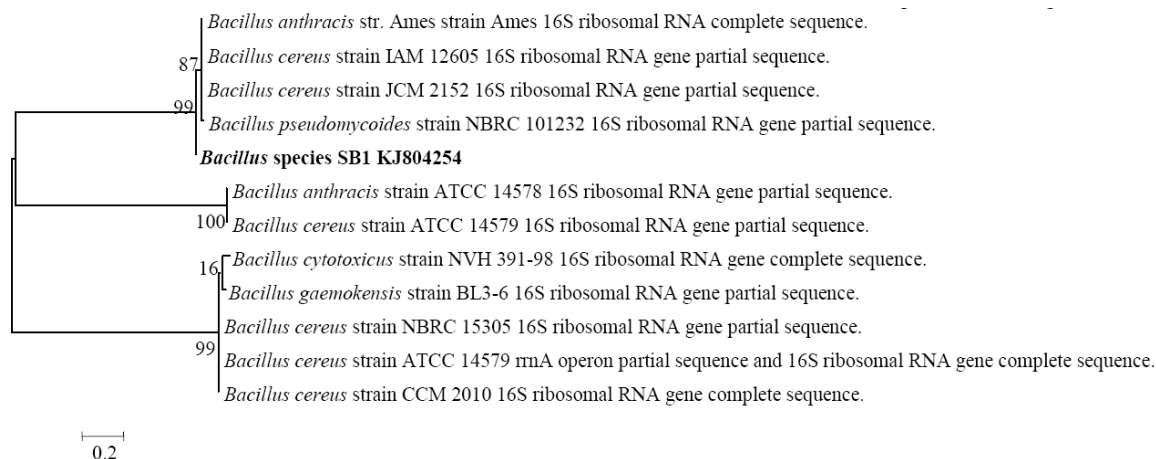 Bacillus anthracis str. Ames strain Ames 16S ribosomal RNA complete sequence.
Bacillus cereus strain IAM 12605 16S ribosomal RNA gene partial sequence.
87
Bacillus cereus strain JCM 2152 16S ribosomal RNA gene partial sequence.
99
Bacillus pseudomycoides strain NBRC 101232 16S ribosomal RNA gene partial sequence.
Bacillus species SB1 KJ804254
Bacillus anthracis strain ATCC 14578 16S ribosomal RNA gene partial sequence.
100
Bacillus cereus strain ATCC 14579 16S ribosomal RNA gene partial sequence.
Bacillus cytotoxicus strain NVH 391-98 16S ribosomal RNA gene complete sequence.
16
Bacillus gaemokensis strain BL3-6 16S ribosomal RNA gene partial sequence.
Bacillus cereus strain NBRC 15305 16S ribosomal RNA gene partial sequence.
99
Bacillus cereus strain ATCC 14579 rrnA operon partial sequence and 16S ribosomal RNA gene complete sequence.
Bacillus cereus strain CCM 2010 16S ribosomal RNA gene complete sequence.
0.2